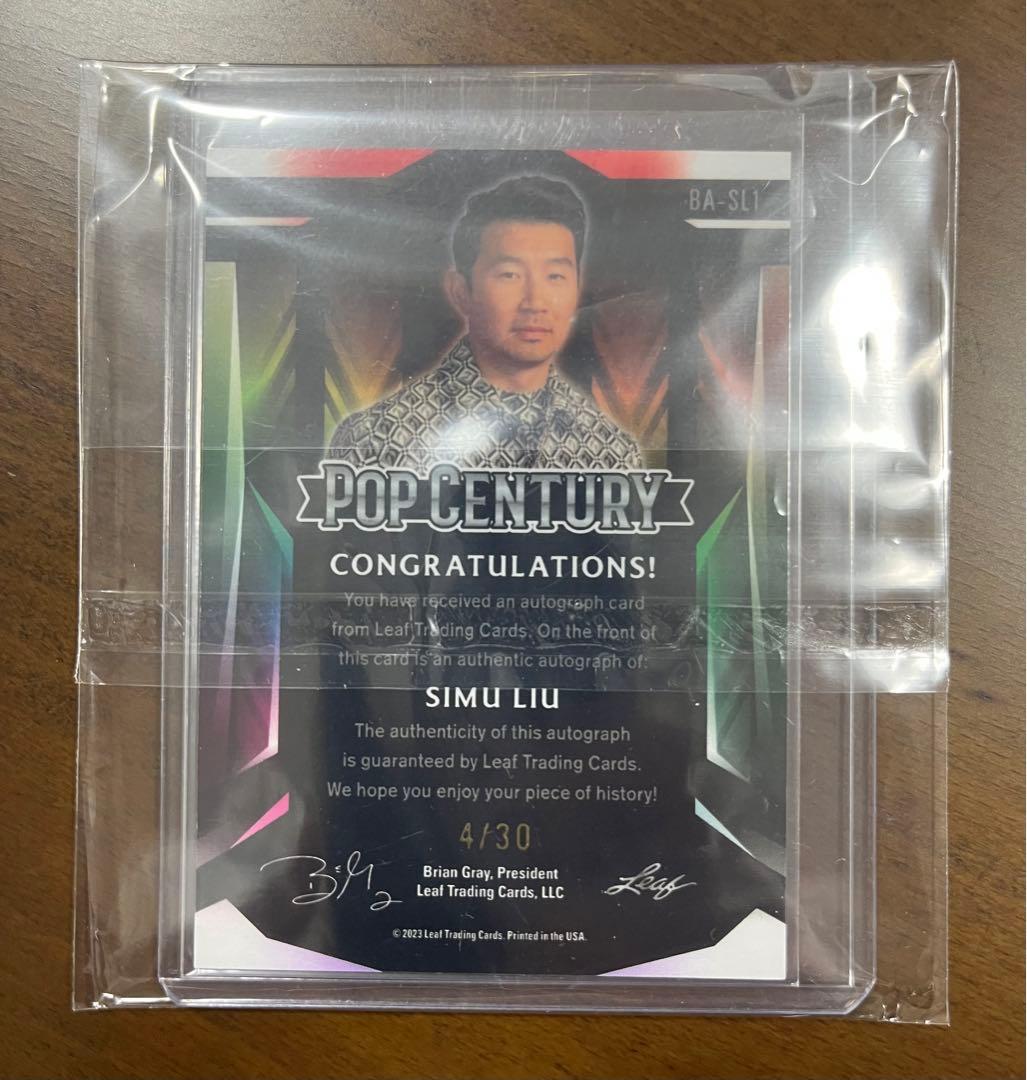 BA-SL1
POP CENTURY
CONGRATULATIONS!
You have received an autograph card
from Leaf Trading Cards. On the front of
this card is an authentic autograph of:
SIMU LIU
The authenticity of this autograph
is guaranteed by Leaf Trading Cards.
We hope you enjoy your piece of history!
4/30
Brian Gray, President
Leaf Trading Cards, LLC
Leaf
© 2023 Leaf Trading Cards. Printed in the USA.